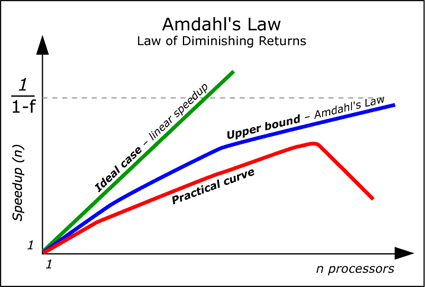 Amdahl's Law
Law of Diminishing Returns
1
1-f
Speedup (n)
Ideal case – linear speedup
Upper bound – Amdahl's Law
Practical curve
1
1
n processors